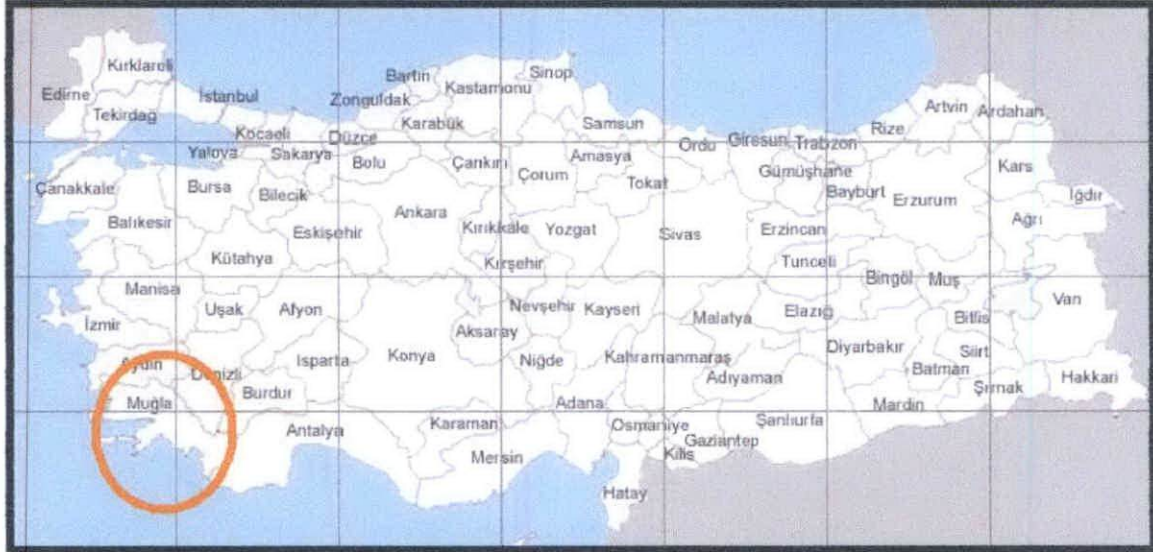 Kırklareli
Edirne
Tekirdağ
İstanbul
Kocaeli
Yalova
Sakarya
Düzce
Zonguldak
Bartın
Karabük
Kastamonu
Sinop
Samsun
Ordu
Giresun
Trabzon
Rize
Artvin
Ardahan
Çanakkale
Bursa
Bilecik
Bolu
Çankırı
Çorum
Amasya
Tokat
Gümüşhane
Bayburt
Erzurum
Kars
Iğdır
Balıkesir
Eskişehir
Ankara
Kırıkkale
Yozgat
Sivas
Erzincan
Ağrı
Kütahya
Kırşehir
Tunceli
Bingöl
Muş
Manisa
Uşak
Afyon
Nevşehir
Kayseri
Malatya
Elazığ
Bitlis
Van
İzmir
Aksaray
Aydın
Denizli
Isparta
Konya
Niğde
Kahramanmaraş
Diyarbakır
Siirt
Batman
Adıyaman
Şırnak
Hakkari
Muğla
Burdur
Adana
Mardin
Antalya
Karaman
Osmaniye
Şanlıurfa
Gaziantep
Mersin
Kilis
Hatay